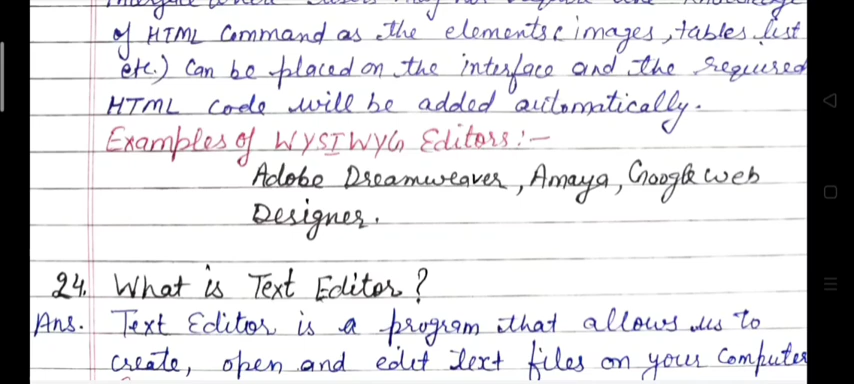 of HTML Command as the elements( images, tables, list
etc.) can be placed on the interface and the required
HTML code will be added automatically.
Examples of WYSIWYG Editors :-
Adobe Dreamweaver, Amaya, Google web
Designer.
24. What is Text Editor?
Ans. Text Editor is a program that allows us to
create, open and edit text files on your Computer